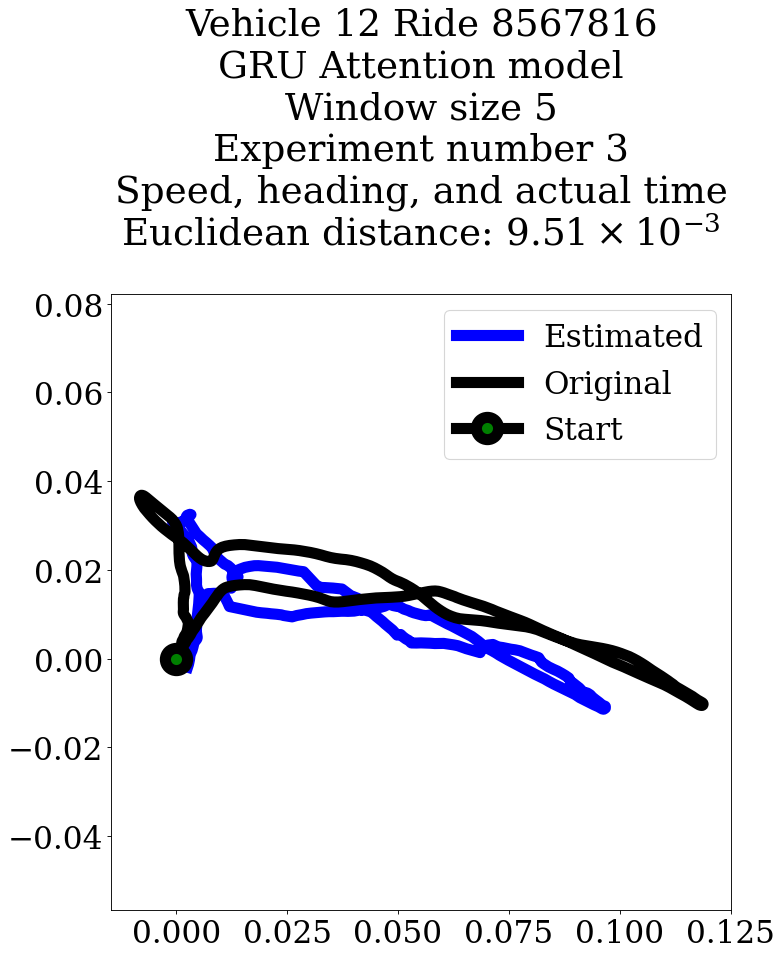 Vehicle 12 Ride 8567816
GRU Attention model
Window size 5
Experiment number 3
Speed, heading, and actual time
Euclidean distance: 9.51 × 10⁻³
0.08
0.06
0.04
0.02
0.00
−0.02
−0.04
Estimated
Original
Start
0.000 0.025 0.050 0.075 0.100 0.125